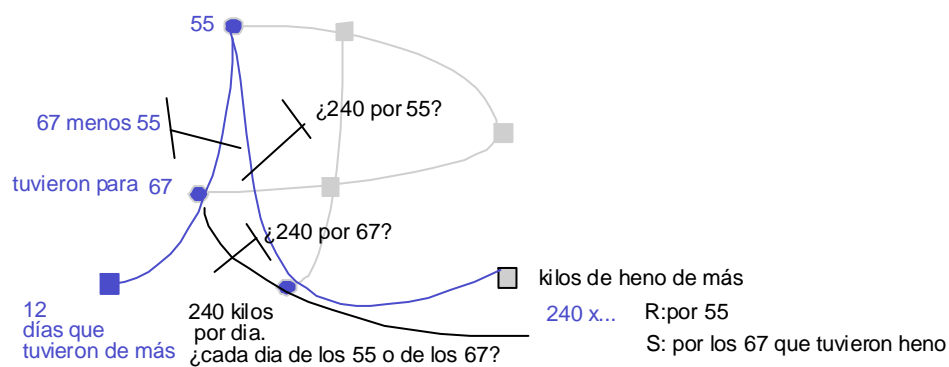 55
67 menos 55
¿240 por 55?
tuvieron para 67
¿240 por 67?
kilos de heno de más
12
días que
tuvieron de más
240 kilos
por dia.
¿cada dia de los 55 o de los 67?
240 x... R:por 55
S: por los 67 que tuvieron heno